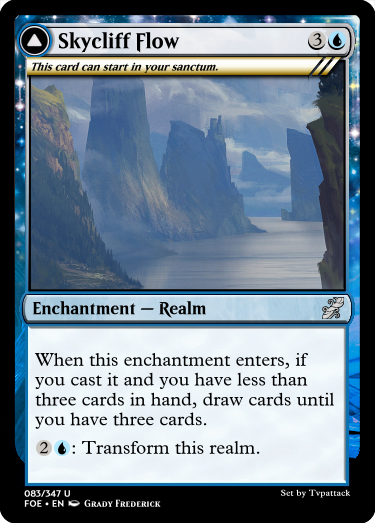 Skycliff Flow 3
This card can start in your sanctum.
Enchantment — Realm
When this enchantment enters, if
you cast it and you have less than
three cards in hand, draw cards until
you have three cards.
2: Transform this realm.
083/347 U
Set by Tvpattack
FOE • EN Grady Frederick